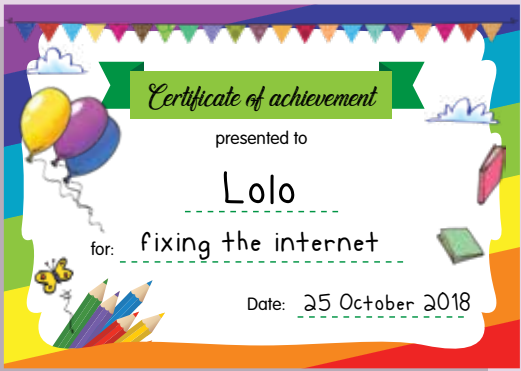 Certificate of achievement
presented to
Lolo
for: fixing the internet
Date: 25 October 2018